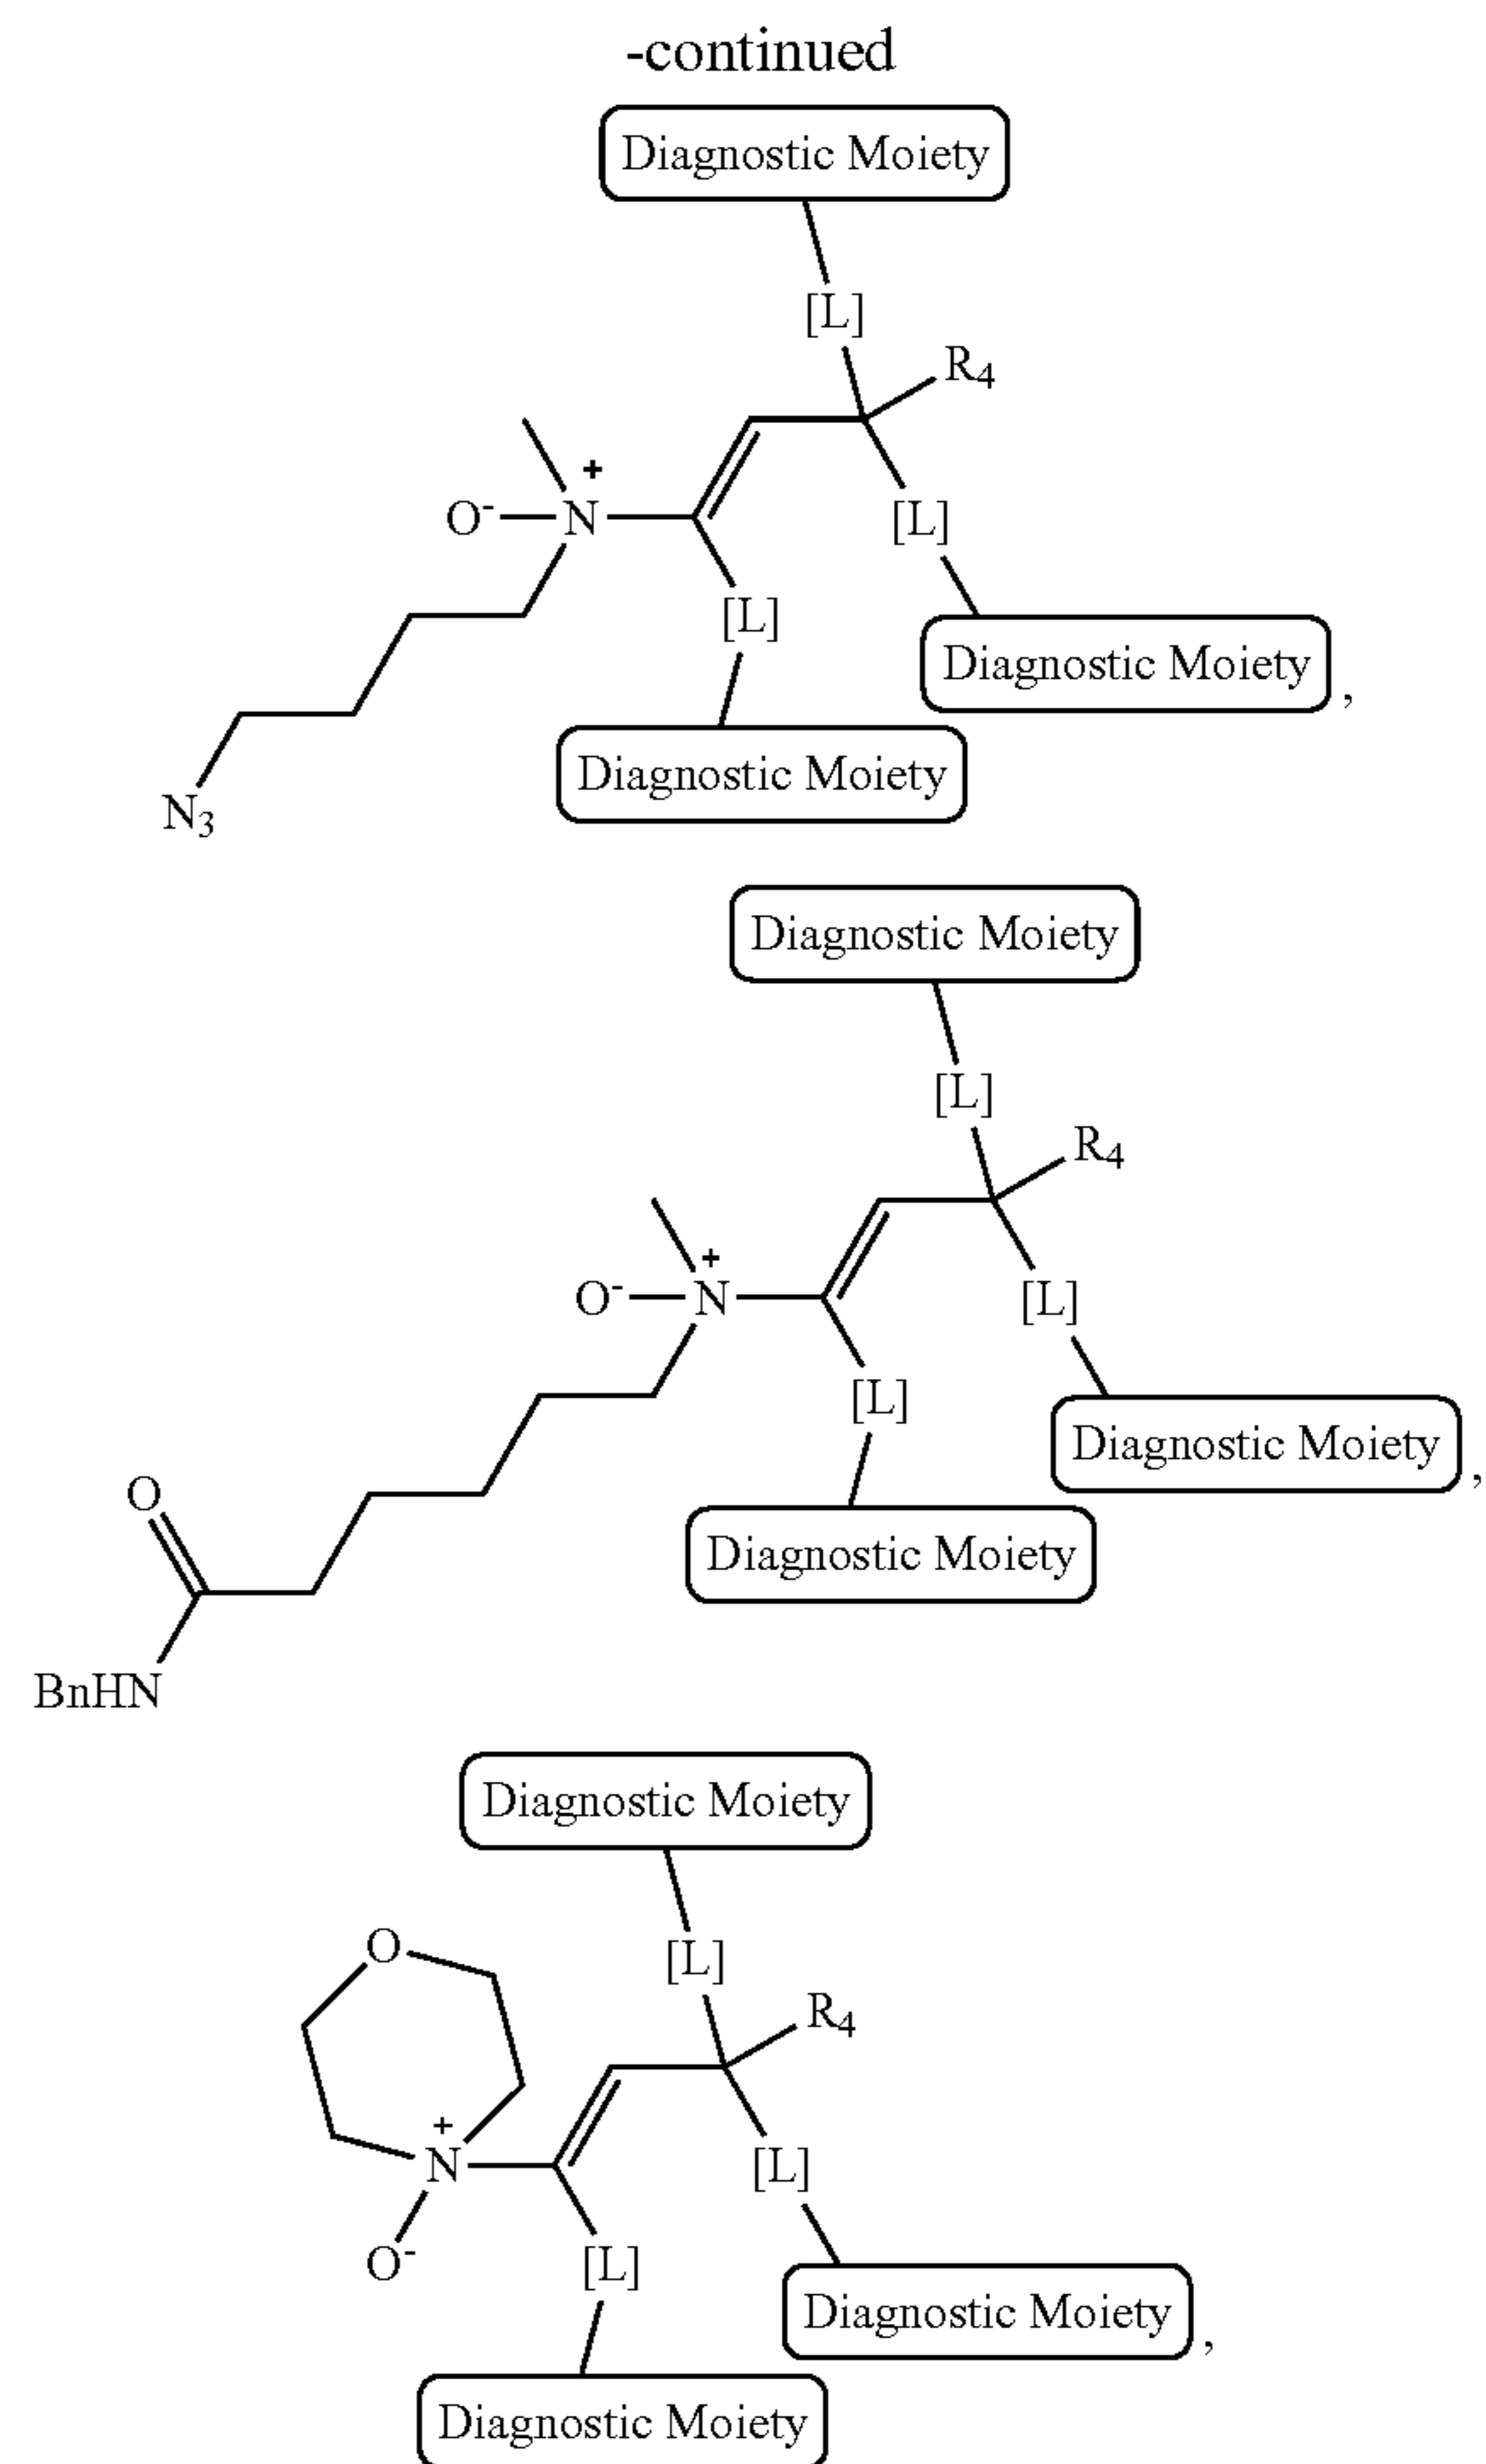 -continued
Diagnostic Moiety
[L]
R4
+
O- N
[L]
[L]
Diagnostic Moiety ,
Diagnostic Moiety
N3
Diagnostic Moiety
[L]
R4
+
O- N
[L]
[L]
Diagnostic Moiety ,
O
Diagnostic Moiety
BnHN
Diagnostic Moiety
O
[L]
R4
+
N
[L]
O-
[L]
Diagnostic Moiety ,
Diagnostic Moiety